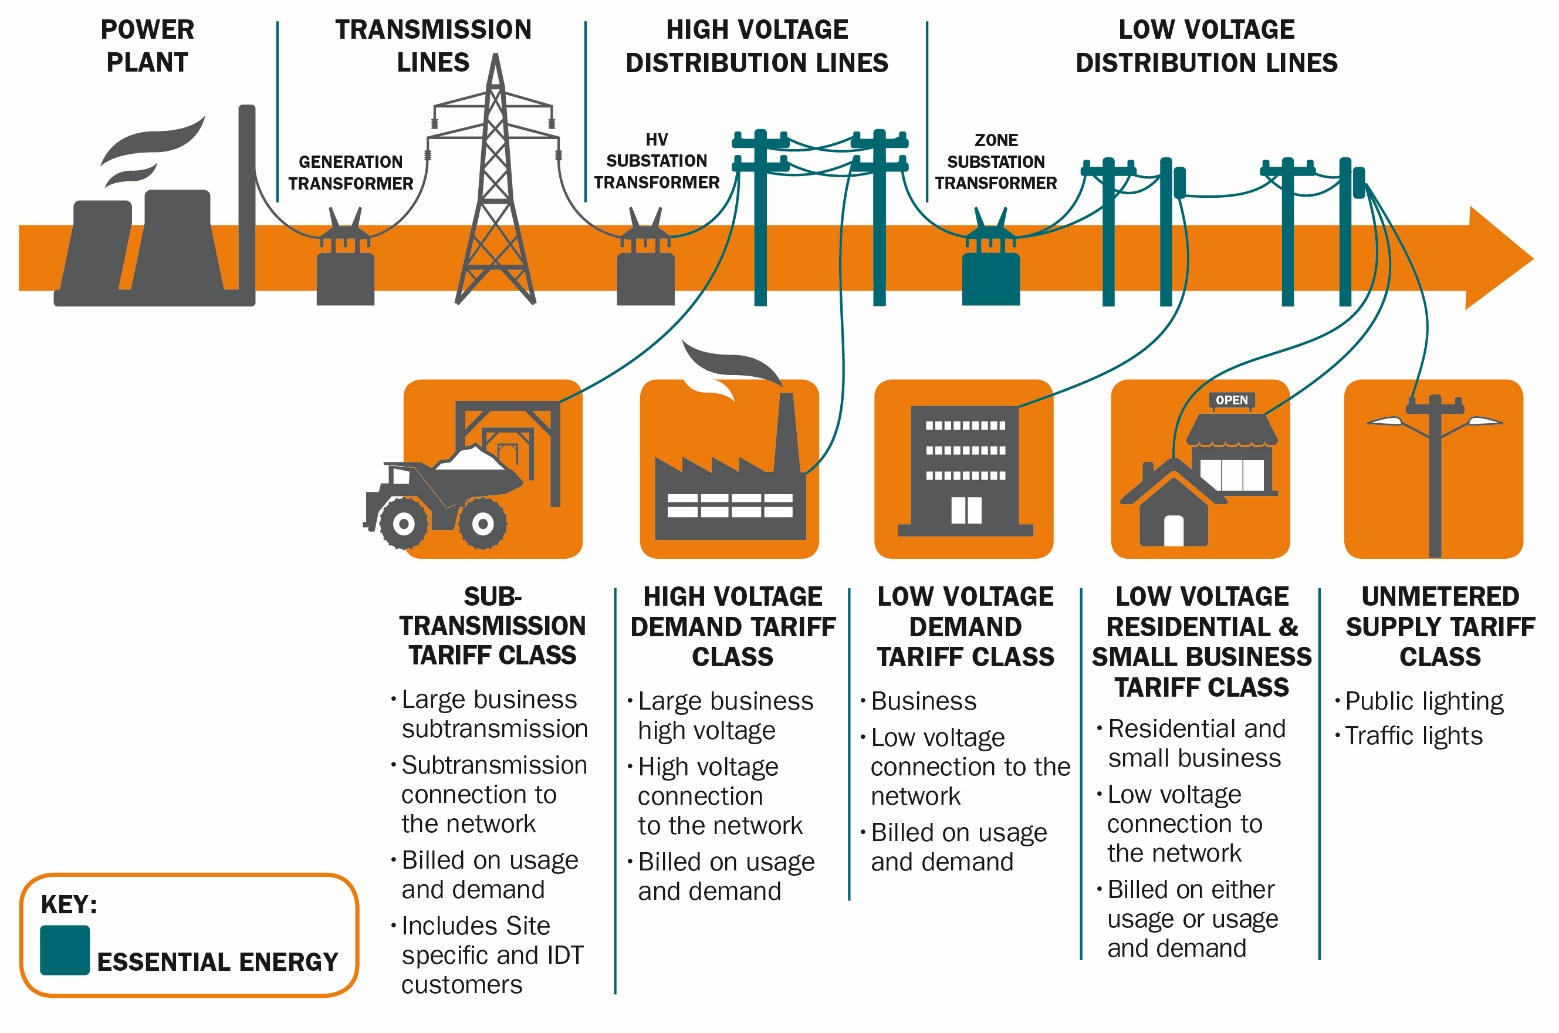 POWER
PLANT
TRANSMISSION
LINES
HIGH VOLTAGE
DISTRIBUTION LINES
LOW VOLTAGE
DISTRIBUTION LINES
GENERATION
TRANSFORMER
HV
SUBSTATION
TRANSFORMER
ZONE
SUBSTATION
TRANSFORMER
OPEN
SUB-
TRANSMISSION
TARIFF CLASS
• Large business
subtransmission
• Subtransmission
connection to
the network
• Billed on usage
and demand
• Includes Site
specific and IDT
customers
HIGH VOLTAGE
DEMAND TARIFF
CLASS
• Large business
high voltage
• High voltage
connection
to the network
• Billed on usage
and demand
LOW VOLTAGE
DEMAND
TARIFF CLASS
• Business
• Low voltage
connection to the
network
• Billed on usage
and demand
LOW VOLTAGE
RESIDENTIAL &
SMALL BUSINESS
TARIFF CLASS
• Residential and
small business
• Low voltage
connection to
the network
• Billed on either
usage or usage
and demand
UNMETERED
SUPPLY TARIFF
CLASS
• Public lighting
• Traffic lights
KEY:
ESSENTIAL ENERGY